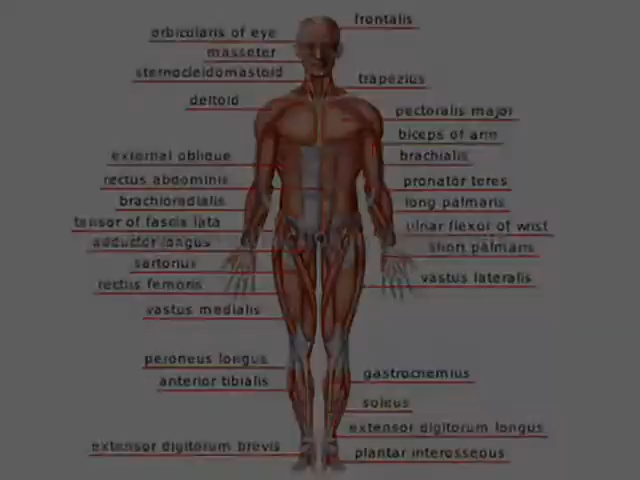 frontalis
orbicularis of eye
masseter
sternocleidomastoid
trapezius
deltoid
pectoralis major
biceps of arm
external oblique
brachialis
rectus abdominis
pronator teres
brachioradialis
long palmaris
tensor of fascia lata
ulnar flexor of wrist
adductor longus
short palmaris
sartorius
vastus lateralis
rectus femoris
vastus medialis
peroneus longus
gastrochemius
anterior tibialis
soleus
extensor digitorum longus
extensor digitorum brevis
plantar interosseous